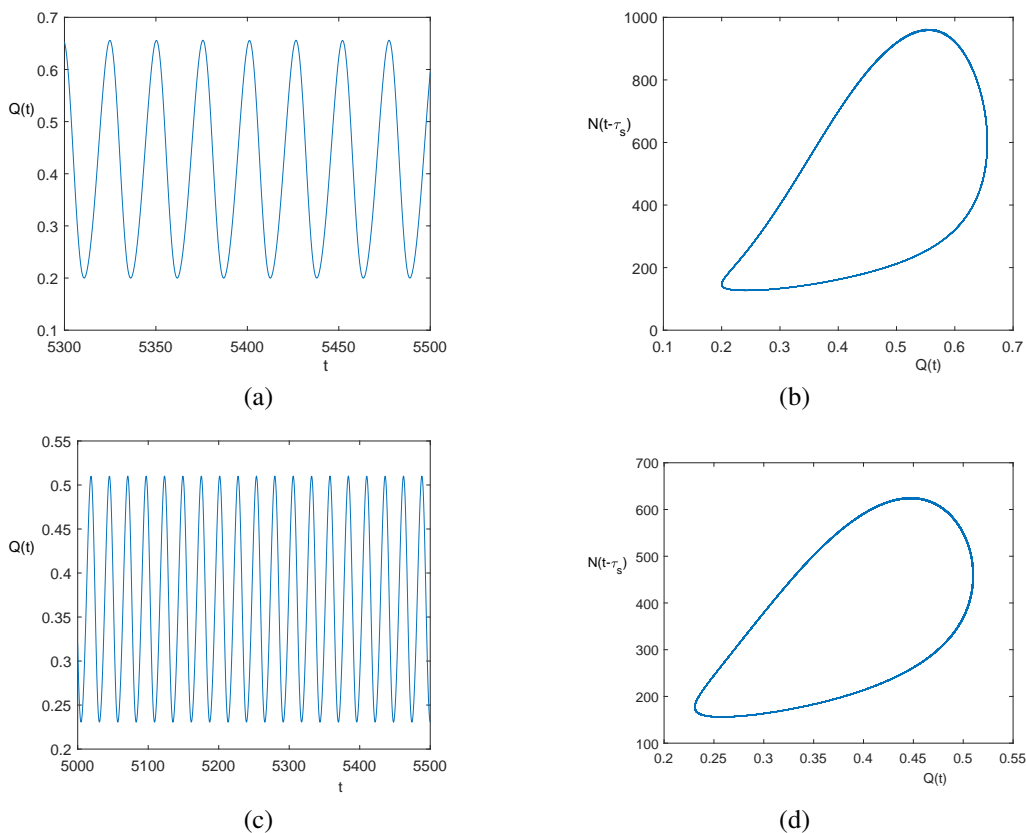 0.7
0.6
0.5
Q(t)
0.4
0.3
0.2
0.1
5300 5350 5400 5450 5500
t
(a)
1000
800
N(t-τs)
600
400
200
0
0.1 0.2 0.3 0.4 0.5 0.6 0.7
Q(t)
(b)
0.55
0.5
0.45
Q(t)
0.4
0.35
0.3
0.25
0.2
5000 5100 5200 5300 5400 5500
t
(c)
700
600
N(t-τs)
500
400
300
200
100
0.2 0.25 0.3 0.35 0.4 0.45 0.5 0.55
Q(t)
(d)